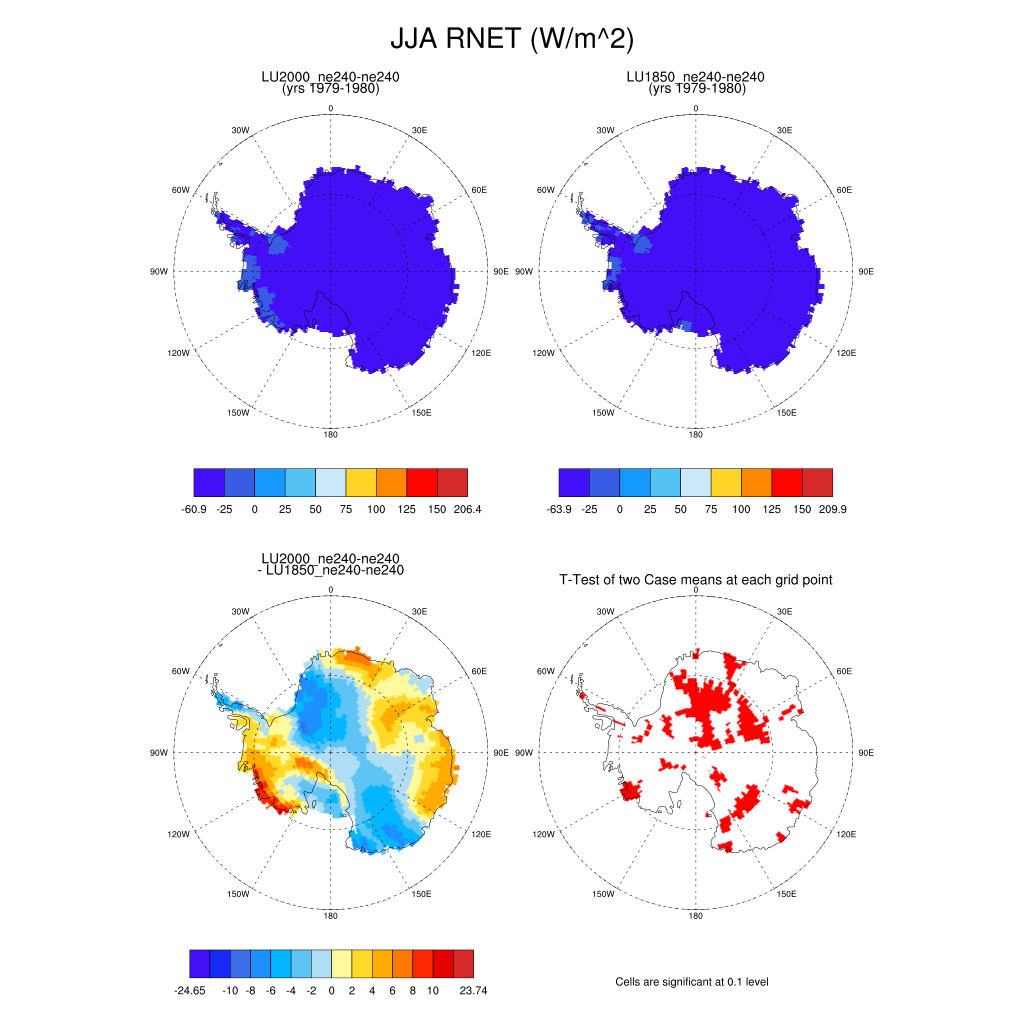 JJA RNET (W/m^2)
LU2000_ne240-ne240
(yrs 1979-1980)
LU1850_ne240-ne240
(yrs 1979-1980)
0
30W
30E
60W
60E
90W
90E
120W
120E
150W
150E
180
0
30W
30E
60W
60E
90W
90E
120W
120E
150W
150E
180
-60.9 -25 0 25 50 75 100 125 150 206.4
-63.9 -25 0 25 50 75 100 125 150 209.9
LU2000_ne240-ne240
- LU1850_ne240-ne240
T-Test of two Case means at each grid point
0
30W
30E
60W
60E
90W
90E
120W
120E
150W
150E
180
0
30W
30E
60W
60E
90W
90E
120W
120E
150W
150E
180
-24.65 -10 -8 -6 -4 -2 0 2 4 6 8 10 23.74
Cells are significant at 0.1 level